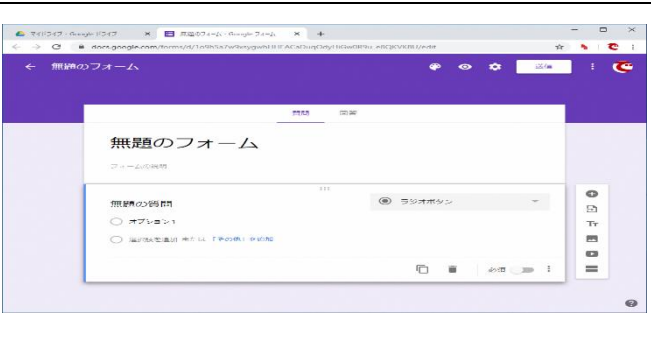 マイドライブ - Google ドライブ
無題のフォーム - Google フォーム
docs.google.com/forms/d/
無題のフォーム
送信
質問 回答
無題のフォーム
フォームの説明
無題の質問
ラジオボタン
オプション 1
選択肢を追加 または 「その他」を追加
必須